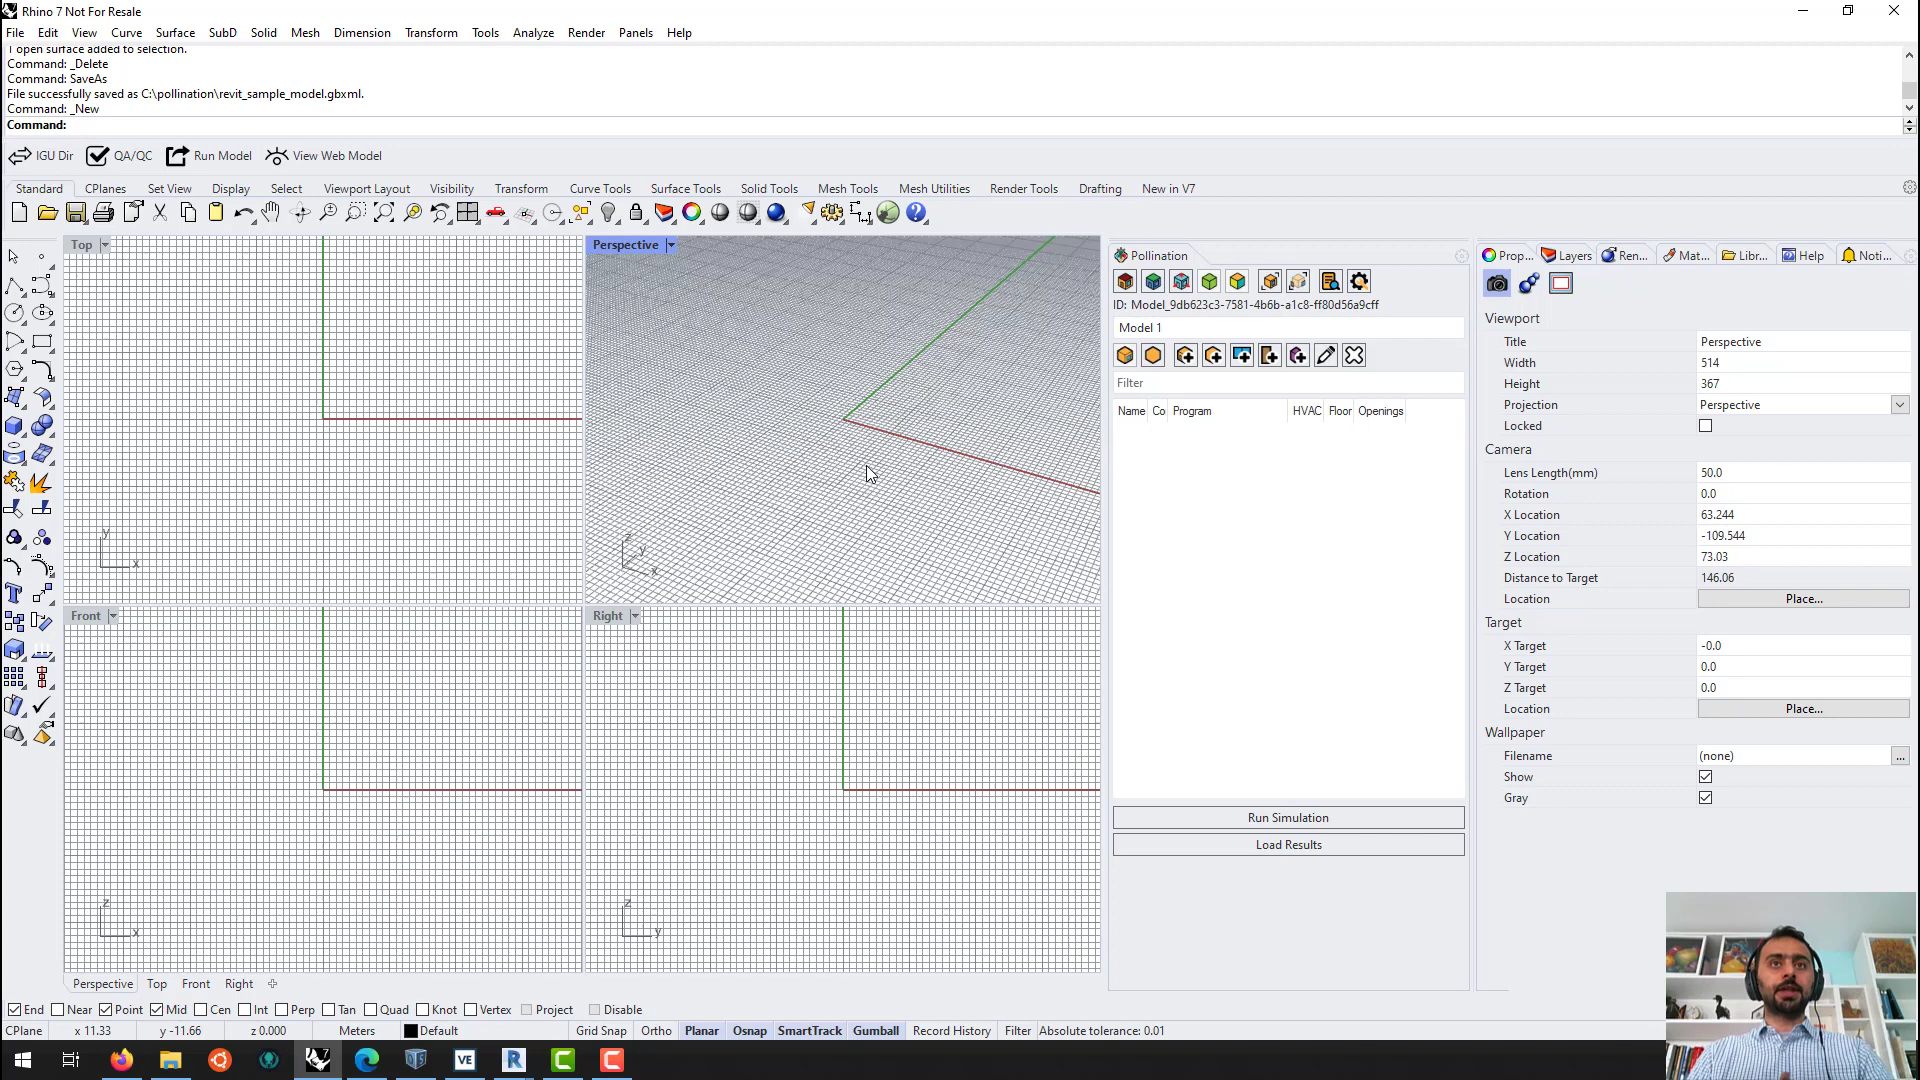 Rhino 7 Not For Resale
File Edit View Curve Surface SubD Solid Mesh Dimension Transform Tools Analyze Render Panels Help
1 open surface added to selection.
Command: _Delete
Command: SaveAs
File successfully saved as C:\pollination\revit_sample_model.gbxml.
Command: _New
Command:
IGU Dir QA/QC Run Model View Web Model
Standard CPlanes Set View Display Select Viewport Layout Visibility Transform Curve Tools Surface Tools Solid Tools Mesh Tools Mesh Utilities Render Tools Drafting New in V7
Top
Perspective
Pollination
Prop... Layers Ren... Mat... Libr... Help Noti...
ID: Model_9db623c3-7581-4b6b-a1c8-ff80d56a9cff
Model 1
Filter
Name Co Program HVAC Floor Openings
Run Simulation
Load Results
Viewport
Title Perspective
Width 514
Height 367
Projection Perspective
Locked
Camera
Lens Length(mm) 50.0
Rotation 0.0
X Location 63.244
Y Location -109.544
Z Location 73.03
Distance to Target 146.06
Location Place...
Target
X Target -0.0
Y Target 0.0
Z Target 0.0
Location Place...
Wallpaper
Filename (none) ...
Show
Gray
y
x
z
y
x
Front
Right
z
x
z
y
Perspective Top Front Right
End Near Point Mid Cen Int Perp Tan Quad Knot Vertex Project Disable
CPlane x 11.33 y -11.66 z 0.000 Meters Default Grid Snap Ortho Planar Osnap SmartTrack Gumball Record History Filter Absolute tolerance: 0.01
VE R C C